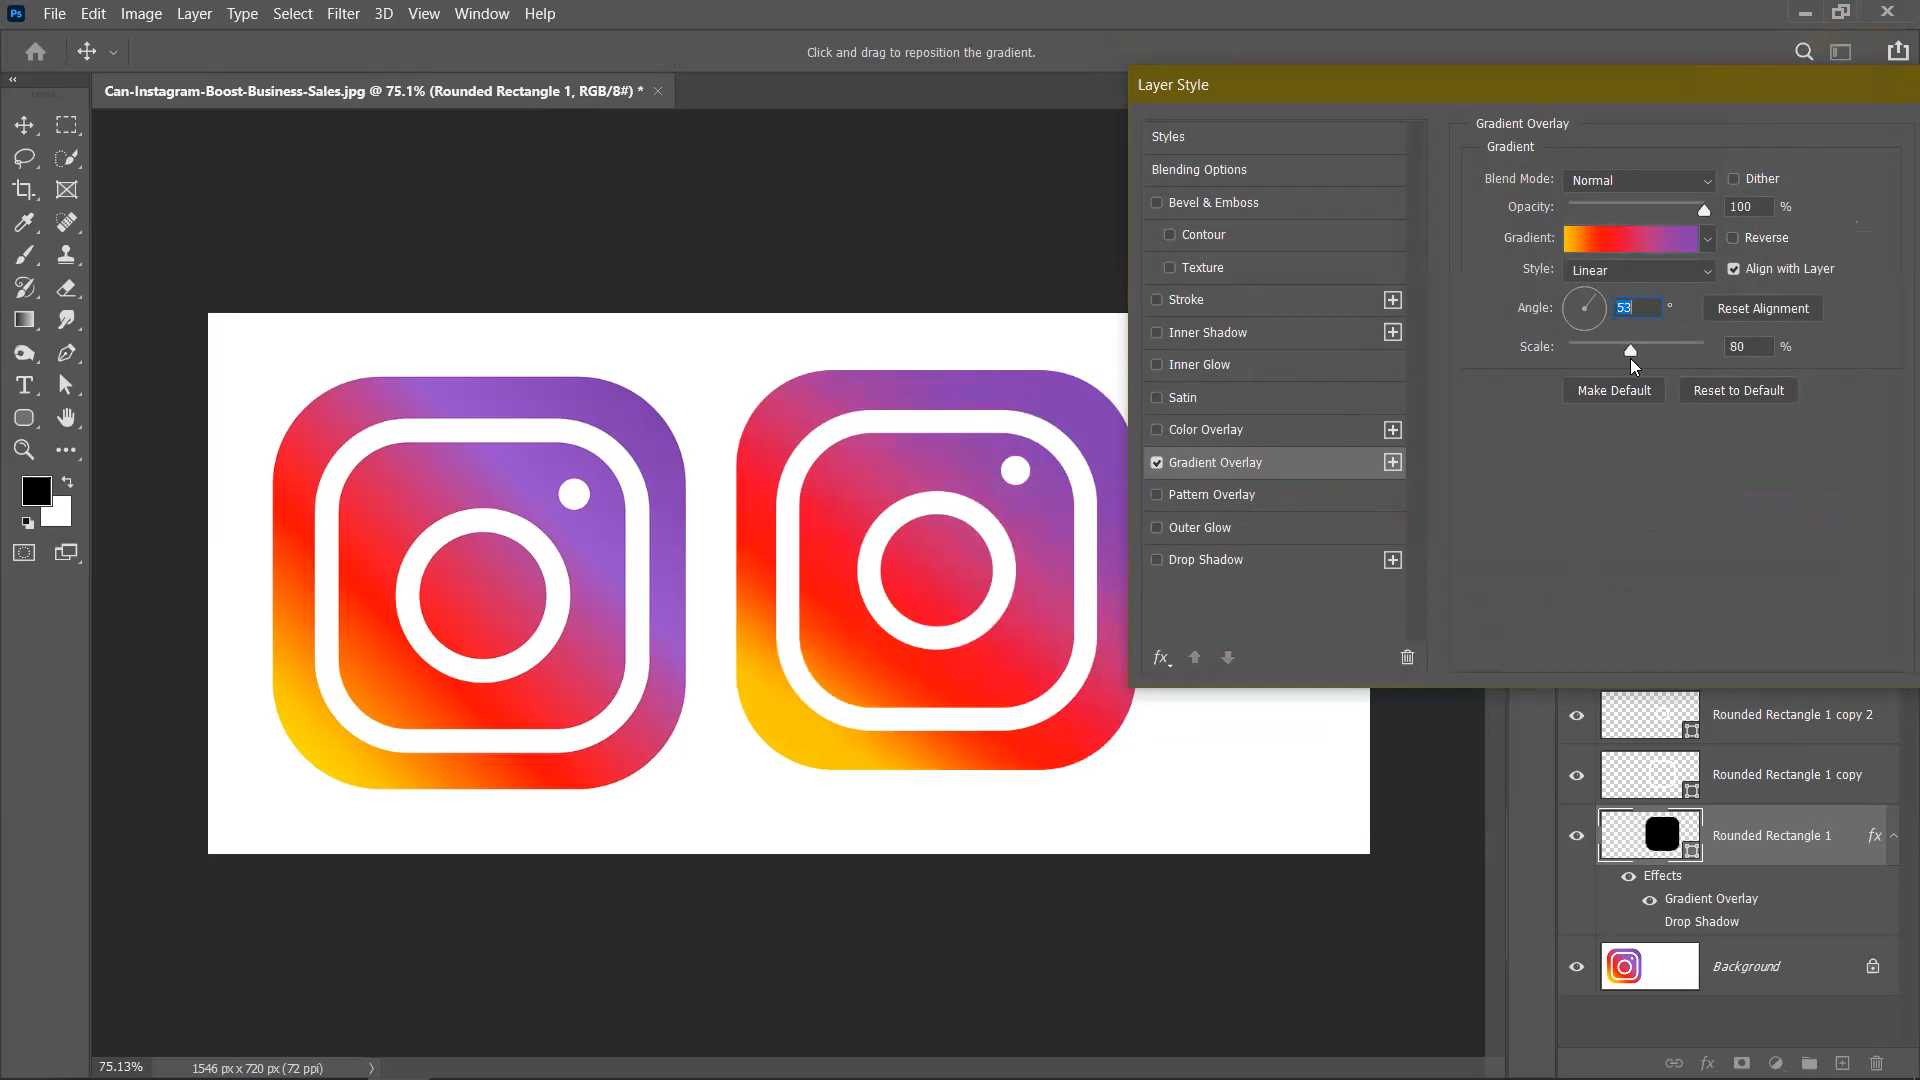 Ps File Edit Image Layer Type Select Filter 3D View Window Help
Click and drag to reposition the gradient.
Can-Instagram-Boost-Business-Sales.jpg @ 75.1% (Rounded Rectangle 1, RGB/8#) *
Layer Style
Styles
Blending Options
Bevel & Emboss
Contour
Texture
Stroke
Inner Shadow
Inner Glow
Satin
Color Overlay
Gradient Overlay
Pattern Overlay
Outer Glow
Drop Shadow
fx
Gradient Overlay
Gradient
Blend Mode: Normal Dither
Opacity: 100 %
Gradient: Reverse
Style: Linear Align with Layer
Angle: 53 ° Reset Alignment
Scale: 80 %
Make Default Reset to Default
Rounded Rectangle 1 copy 2
Rounded Rectangle 1 copy
Rounded Rectangle 1 fx
Effects
Gradient Overlay
Drop Shadow
Background
fx
75.13% 1546 px x 720 px (72 ppi)